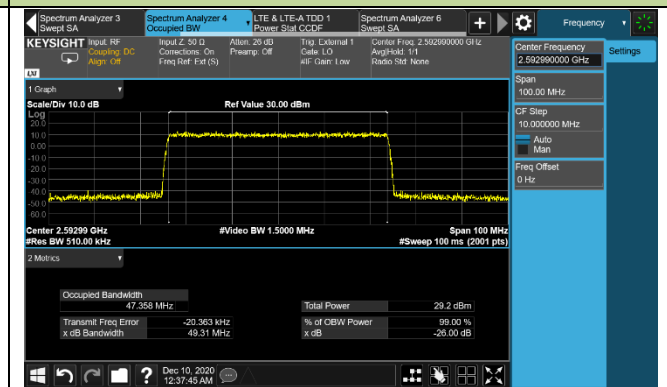 Spectrum Analyzer 3
Swept SA
Spectrum Analyzer 4
Occupied BW
LTE & LTE-A TDD 1
Power Stat CCDF
Spectrum Analyzer 6
Swept SA
Frequency
KEYSIGHT
Input: RF
Coupling: DC
Align: Off
Input Z: 50 Ω
Corrections: On
Freq Ref: Ext (S)
Atten: 26 dB
Preamp: Off
Trig: External 1
Gate: LO
#IF Gain: Low
Center Freq: 2.592990000 GHz
Avg|Hold: 1/1
Radio Std: None
LXI
Center Frequency
2.592990000 GHz
Settings
Span
100.00 MHz
CF Step
10.000000 MHz
Auto
Man
Freq Offset
0 Hz
1 Graph
Scale/Div 10.0 dB
Ref Value 30.00 dBm
Log
20.0
10.0
0.00
-10.0
-20.0
-30.0
-40.0
-50.0
-60.0
Center 2.59299 GHz
#Video BW 1.5000 MHz
Span 100 MHz
#Res BW 510.00 kHz
#Sweep 100 ms (2001 pts)
2 Metrics
Occupied Bandwidth
47.358 MHz
Total Power 29.2 dBm
Transmit Freq Error -20.363 kHz
% of OBW Power 99.00 %
x dB Bandwidth 49.31 MHz
x dB -26.00 dB
?
Dec 10, 2020
12:37:45 AM